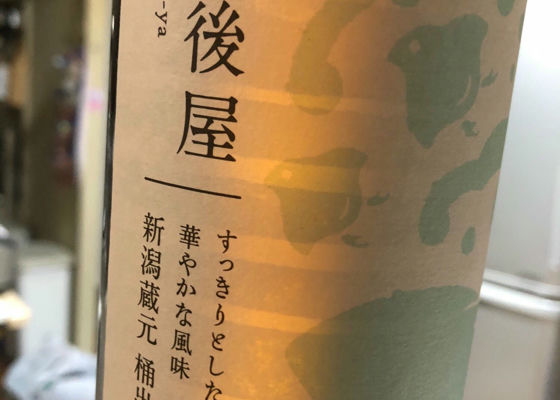 後屋
-ya
すっきりとした
華やかな風味
新潟蔵元 桶出